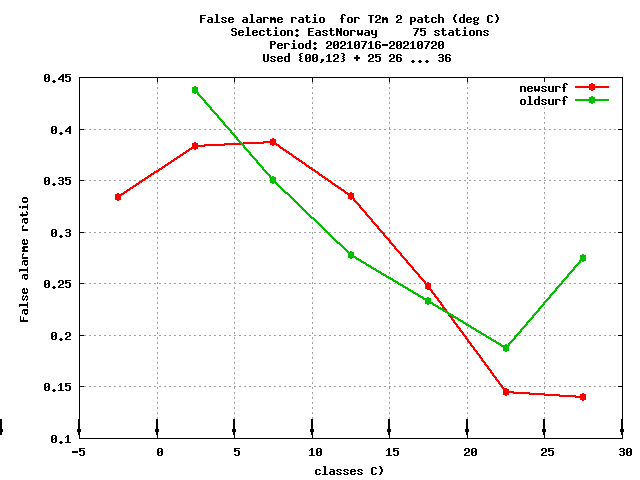 False alarme ratio  for T2m 2 patch (deg C)
Selection: EastNorway     75 stations
Period: 20210716-20210720
Used {00,12} + 25 26 ... 36
newsurf
oldsurf
False alarme ratio
0.45
0.4
0.35
0.3
0.25
0.2
0.15
0.1
-5 0 5 10 15 20 25 30
classes C)